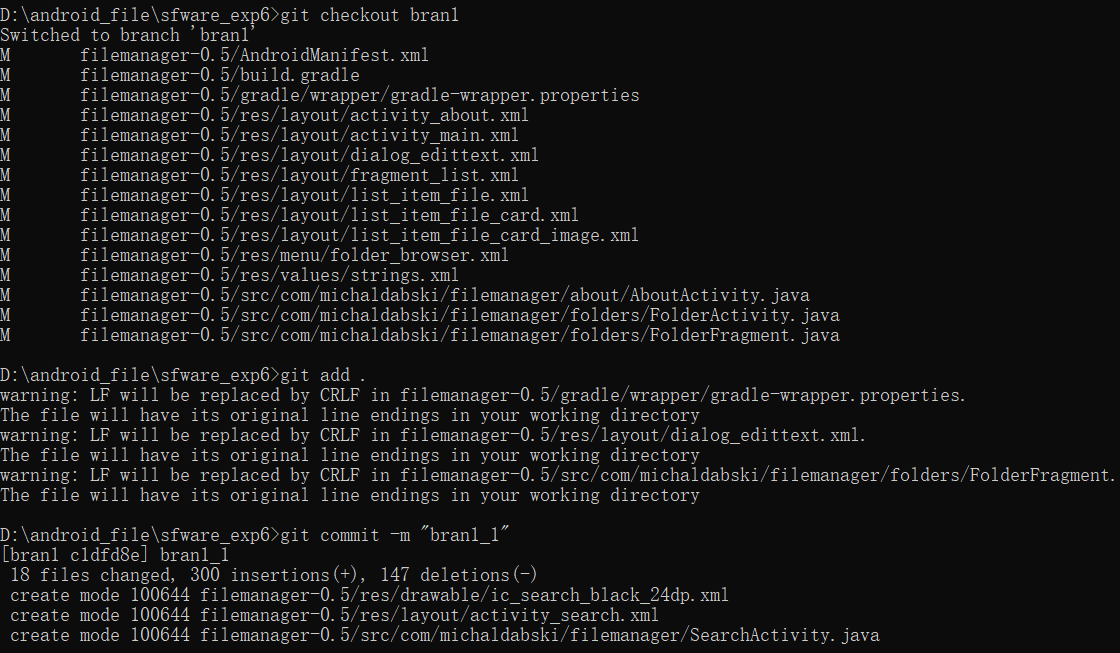 D:\android_file\sfware_exp6>git checkout bran1
Switched to branch 'bran1'
M       filemanager-0.5/AndroidManifest.xml
M       filemanager-0.5/build.gradle
M       filemanager-0.5/gradle/wrapper/gradle-wrapper.properties
M       filemanager-0.5/res/layout/activity_about.xml
M       filemanager-0.5/res/layout/activity_main.xml
M       filemanager-0.5/res/layout/dialog_edittext.xml
M       filemanager-0.5/res/layout/fragment_list.xml
M       filemanager-0.5/res/layout/list_item_file.xml
M       filemanager-0.5/res/layout/list_item_file_card.xml
M       filemanager-0.5/res/layout/list_item_file_card_image.xml
M       filemanager-0.5/res/menu/folder_browser.xml
M       filemanager-0.5/res/values/strings.xml
M       filemanager-0.5/src/com/michaldabski/filemanager/about/AboutActivity.java
M       filemanager-0.5/src/com/michaldabski/filemanager/folders/FolderActivity.java
M       filemanager-0.5/src/com/michaldabski/filemanager/folders/FolderFragment.java
D:\android_file\sfware_exp6>git add .
warning: LF will be replaced by CRLF in filemanager-0.5/gradle/wrapper/gradle-wrapper.properties.
The file will have its original line endings in your working directory
warning: LF will be replaced by CRLF in filemanager-0.5/res/layout/dialog_edittext.xml.
The file will have its original line endings in your working directory
warning: LF will be replaced by CRLF in filemanager-0.5/src/com/michaldabski/filemanager/folders/FolderFragment.
The file will have its original line endings in your working directory
D:\android_file\sfware_exp6>git commit -m "bran1_1"
[bran1 c1dfd8e] bran1_1
 18 files changed, 300 insertions(+), 147 deletions(-)
 create mode 100644 filemanager-0.5/res/drawable/ic_search_black_24dp.xml
 create mode 100644 filemanager-0.5/res/layout/activity_search.xml
 create mode 100644 filemanager-0.5/src/com/michaldabski/filemanager/SearchActivity.java